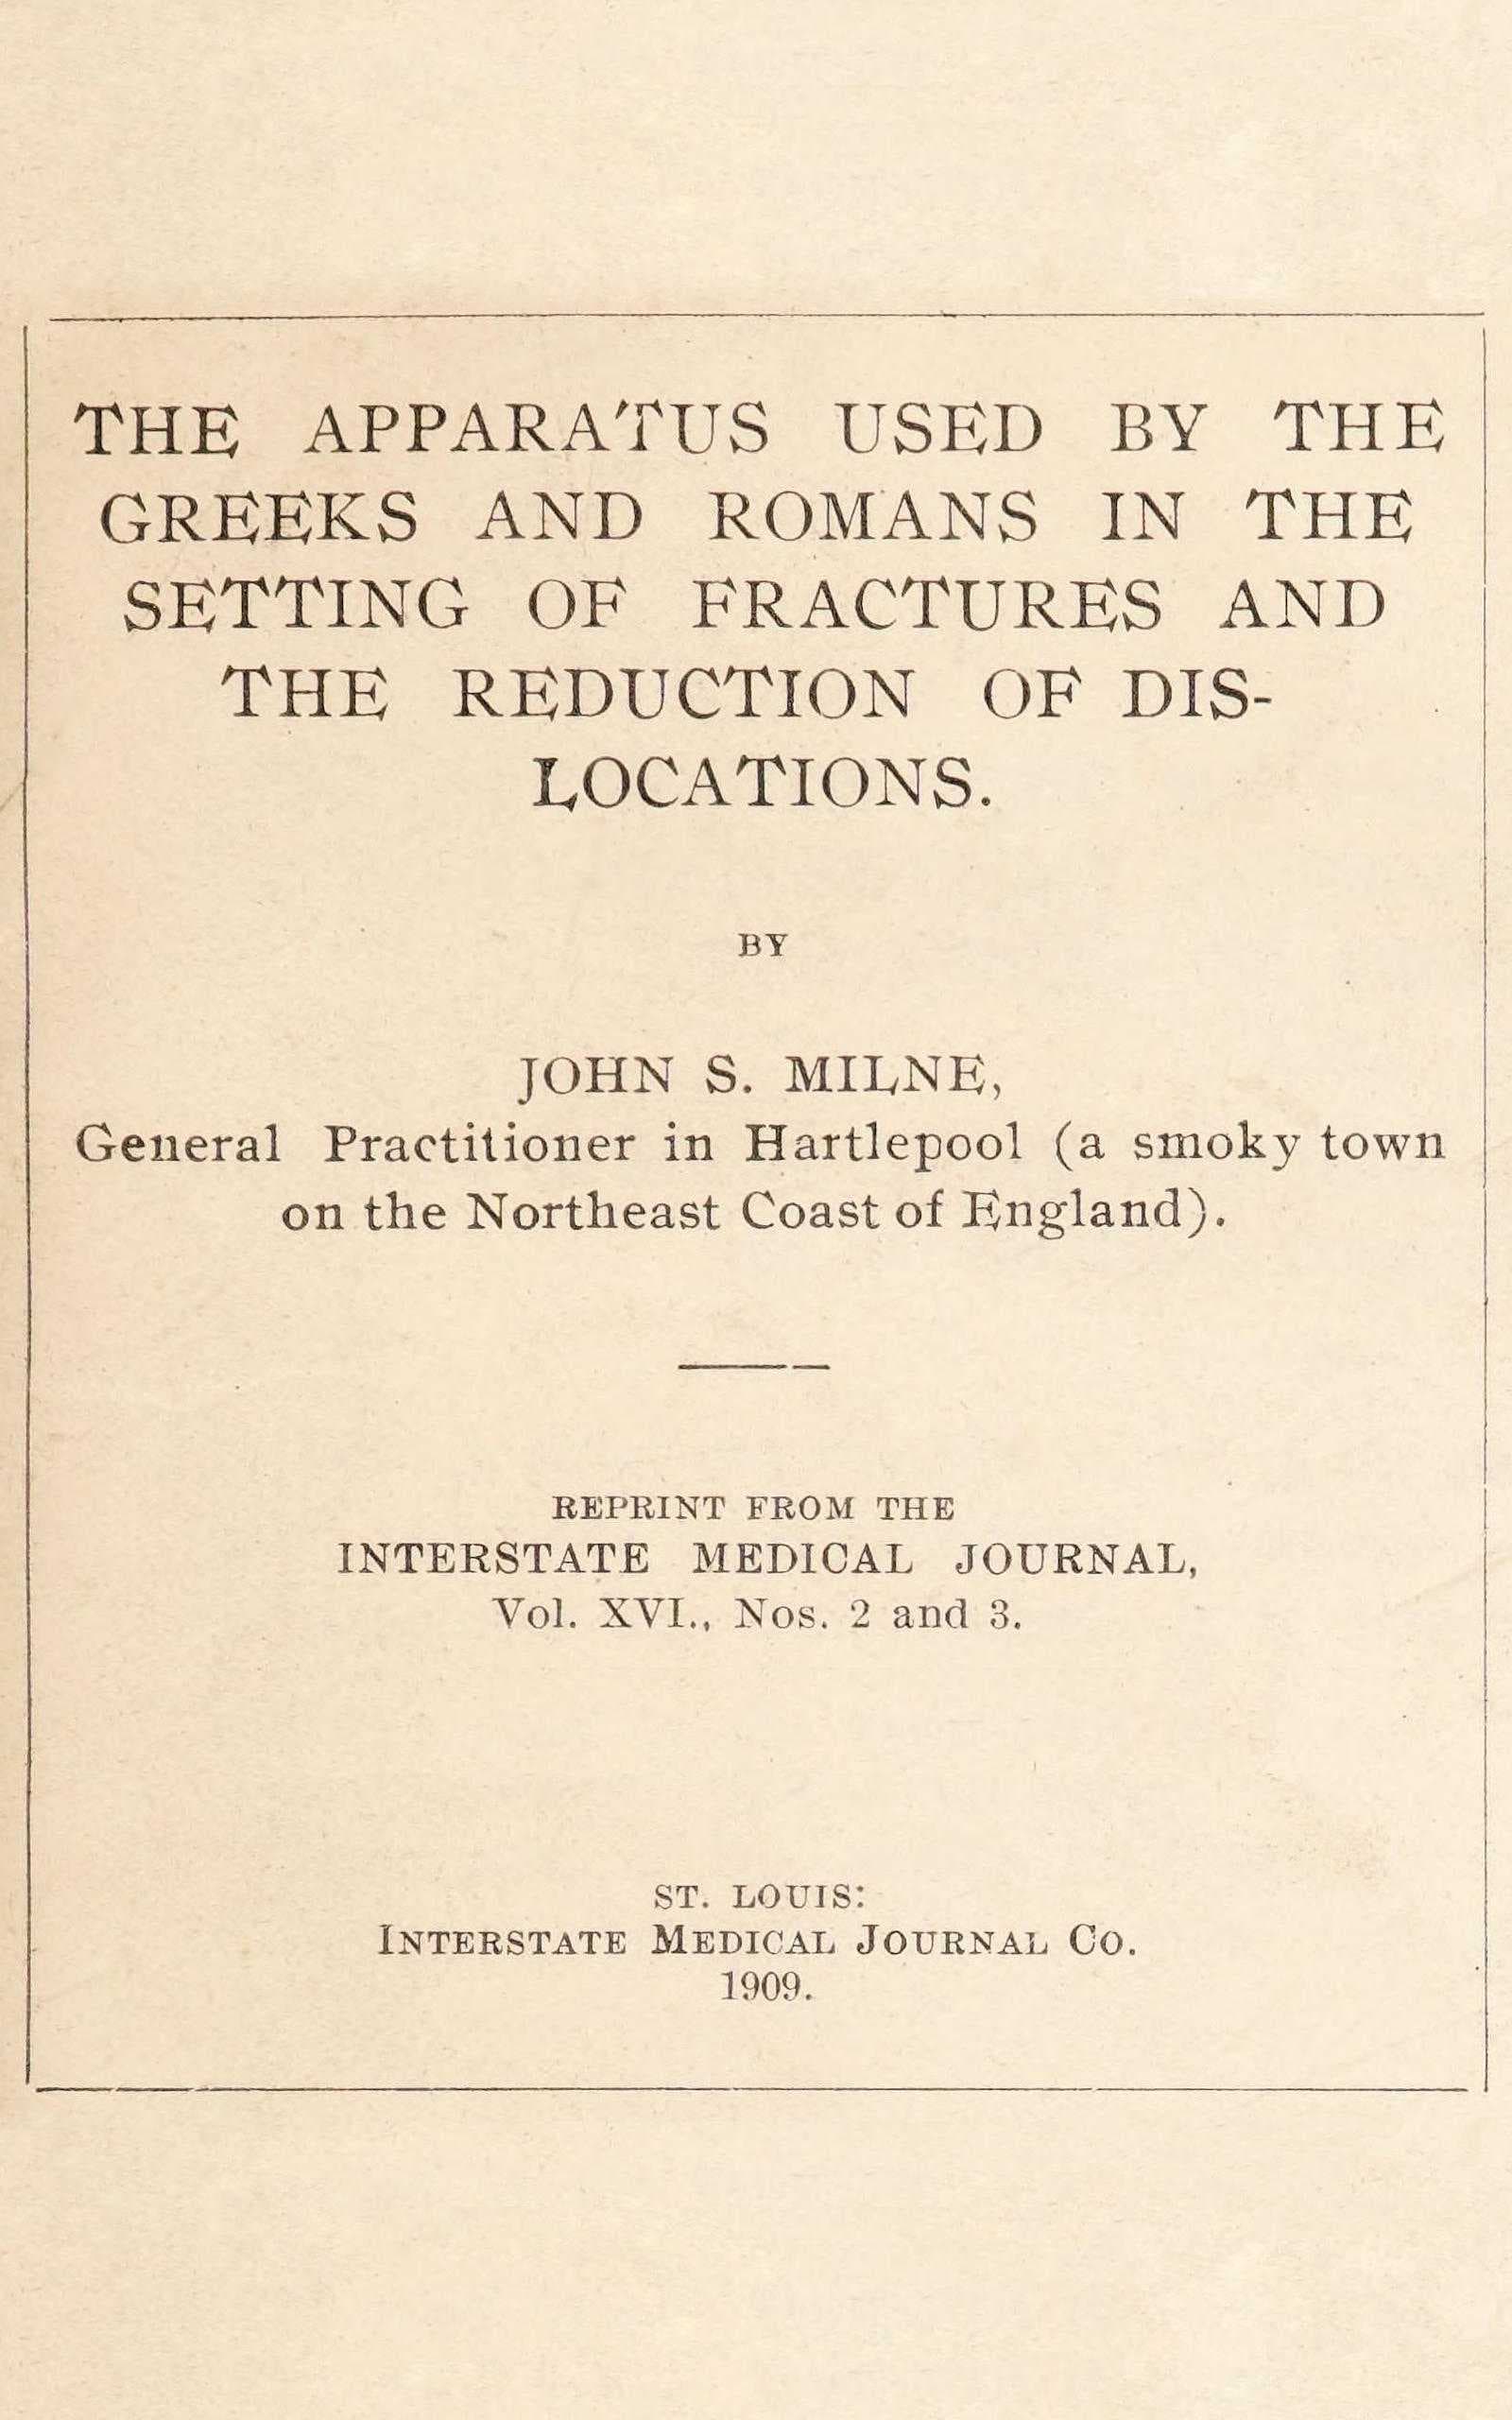 THE APPARATUS USED BY THE
GREEKS AND ROMANS IN THE
SETTING OF FRACTURES AND
THE REDUCTION OF DIS-
LOCATIONS.
BY
JOHN S. MILNE,
General Practitioner in Hartlepool (a smoky town
on the Northeast Coast of England).
REPRINT FROM THE
INTERSTATE MEDICAL JOURNAL,
Vol. XVI., Nos. 2 and 3.
ST. LOUIS:
INTERSTATE MEDICAL JOURNAL CO.
1909.